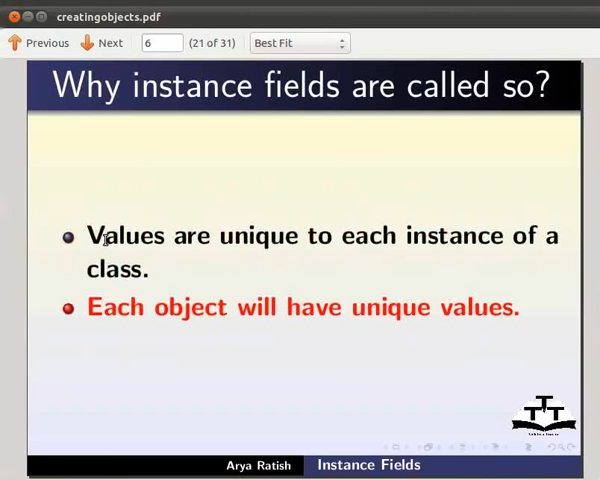 creatingobjects.pdf
Previous Next 6 (21 of 31) Best Fit
Why instance fields are called so?
Values are unique to each instance of a
class.
Each object will have unique values.
TTT
Arya Ratish Instance Fields